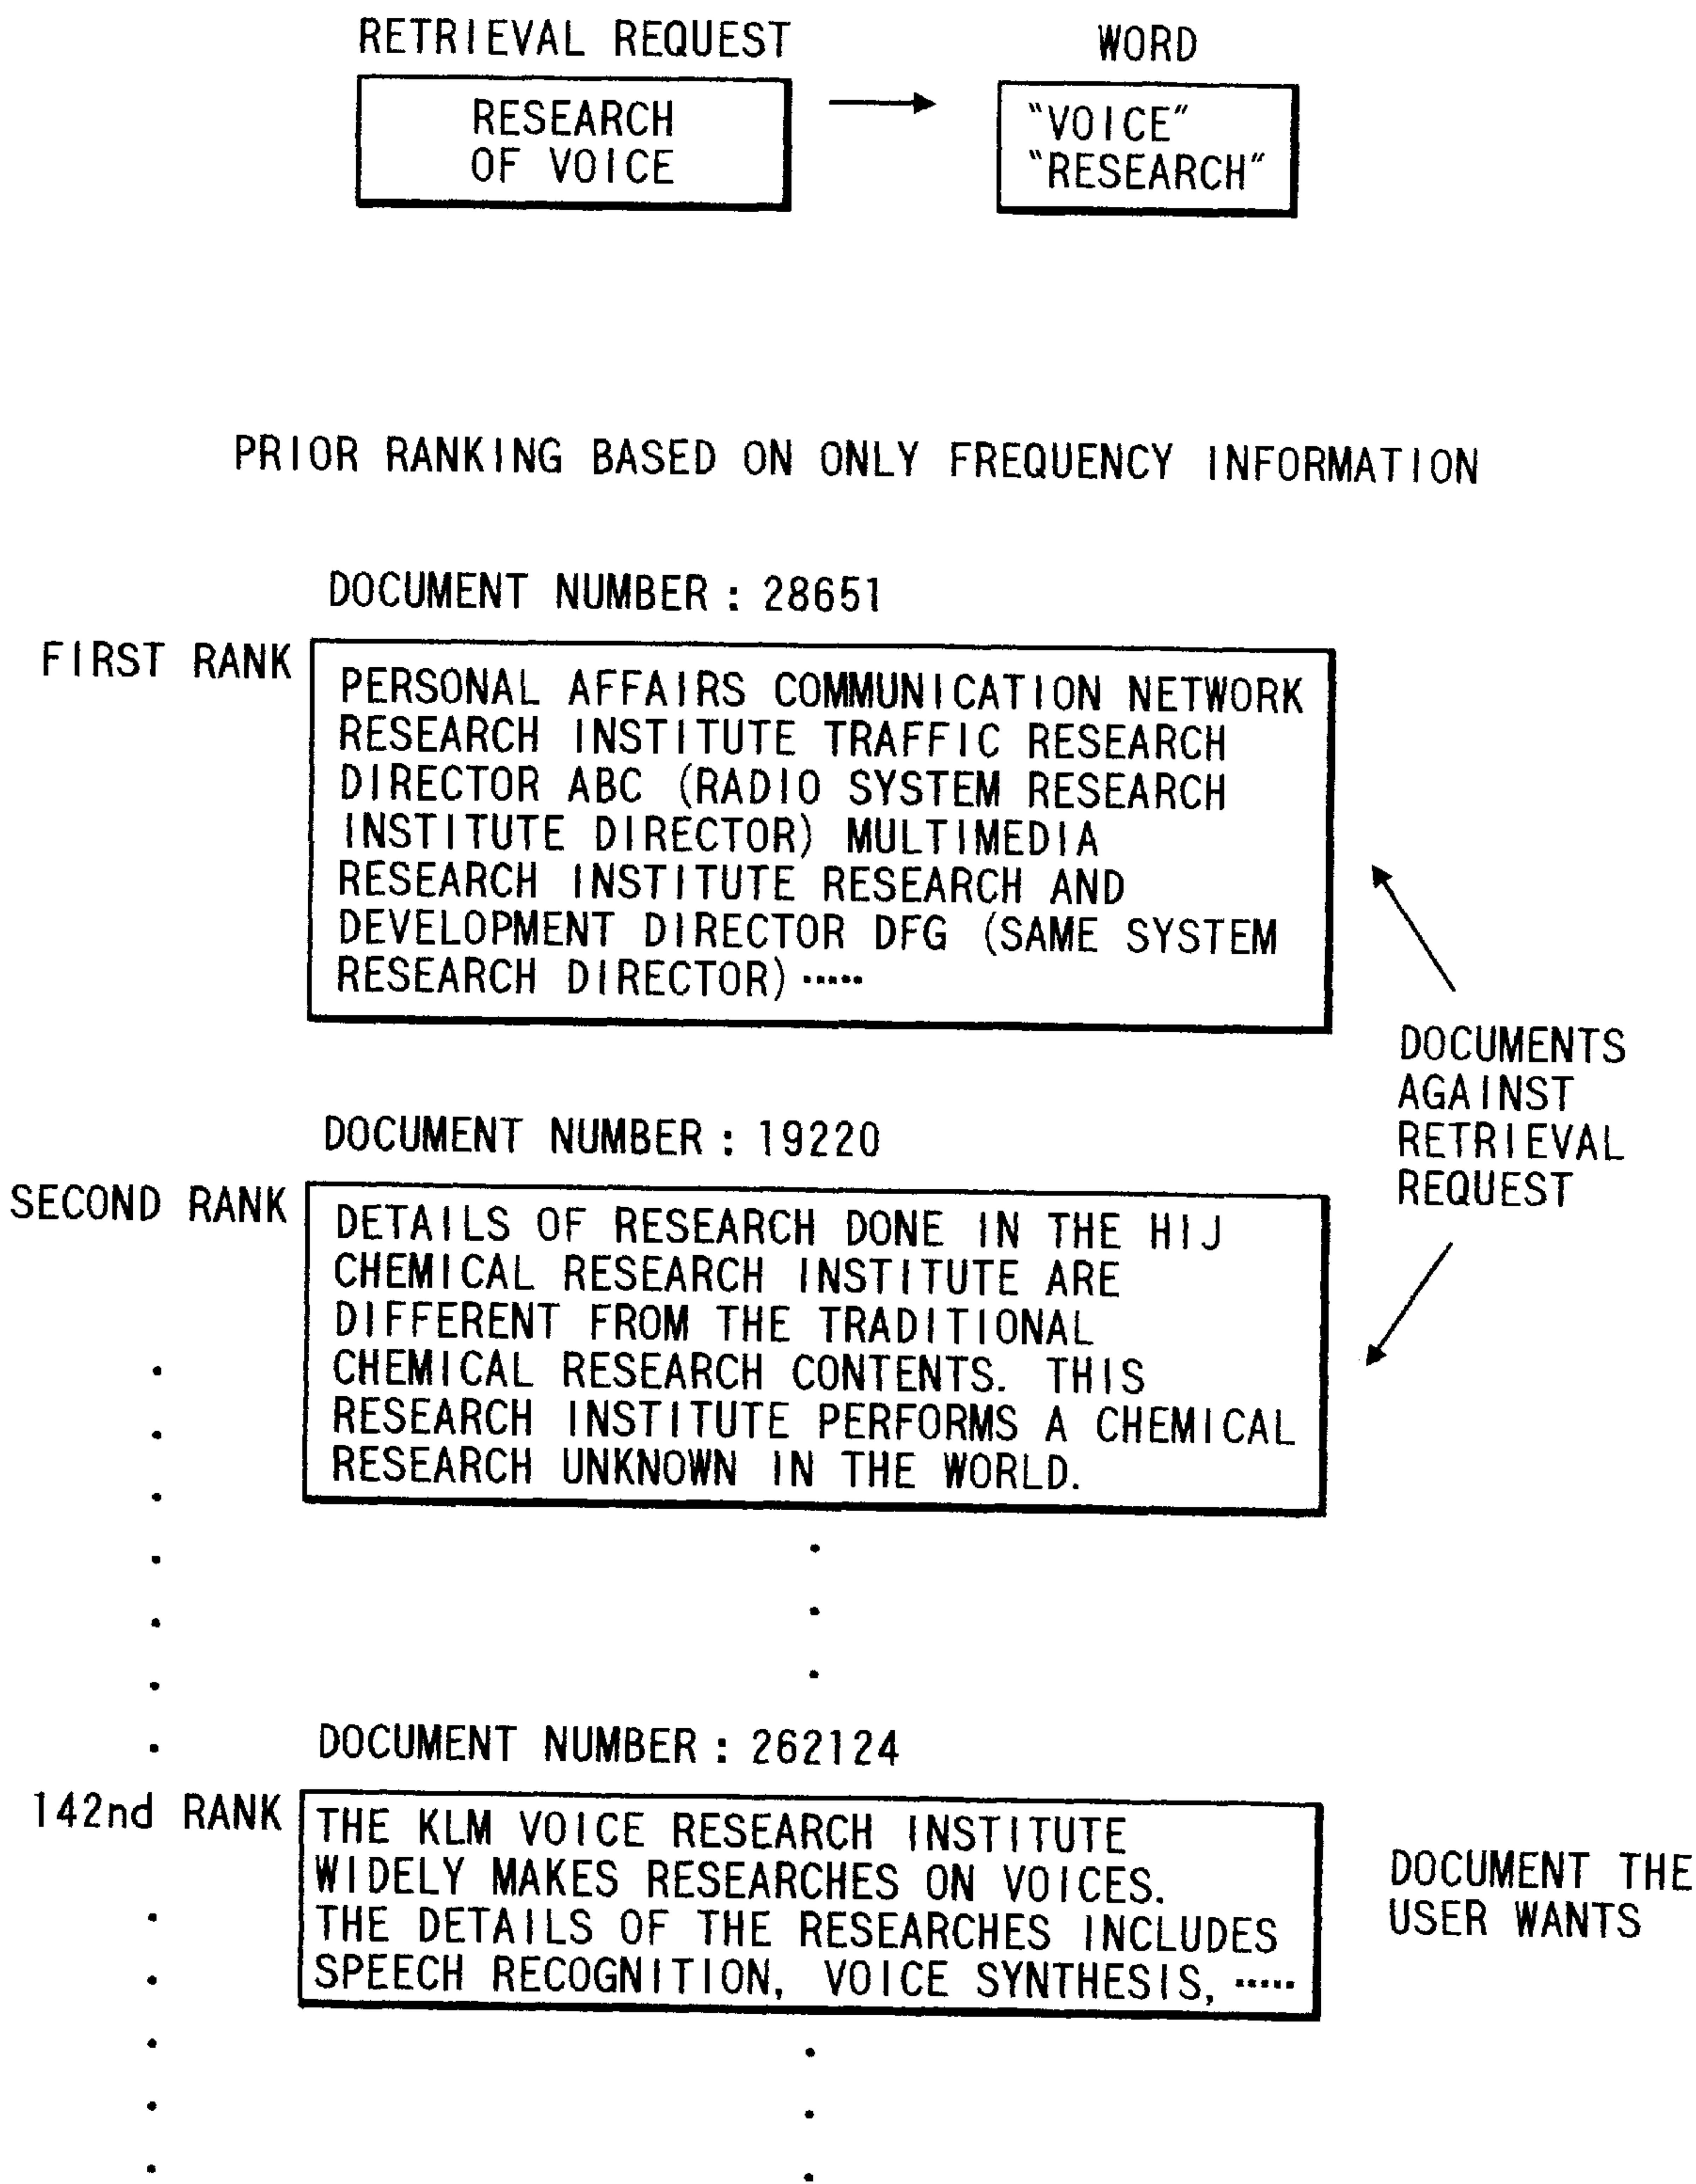 RETRIEVAL REQUEST
WORD
RESEARCH
OF VOICE
"VOICE"
"RESEARCH"
PRIOR RANKING BASED ON ONLY FREQUENCY INFORMATION
DOCUMENT NUMBER : 28651
FIRST RANK
PERSONAL AFFAIRS COMMUNICATION NETWORK
RESEARCH INSTITUTE TRAFFIC RESEARCH
DIRECTOR ABC (RADIO SYSTEM RESEARCH
INSTITUTE DIRECTOR) MULTIMEDIA
RESEARCH INSTITUTE RESEARCH AND
DEVELOPMENT DIRECTOR DFG (SAME SYSTEM
RESEARCH DIRECTOR) .....
DOCUMENTS
AGAINST
RETRIEVAL
REQUEST
DOCUMENT NUMBER : 19220
SECOND RANK
DETAILS OF RESEARCH DONE IN THE HIJ
CHEMICAL RESEARCH INSTITUTE ARE
DIFFERENT FROM THE TRADITIONAL
CHEMICAL RESEARCH CONTENTS. THIS
RESEARCH INSTITUTE PERFORMS A CHEMICAL
RESEARCH UNKNOWN IN THE WORLD.
DOCUMENT NUMBER : 262124
142nd RANK
THE KLM VOICE RESEARCH INSTITUTE
WIDELY MAKES RESEARCHES ON VOICES.
THE DETAILS OF THE RESEARCHES INCLUDES
SPEECH RECOGNITION, VOICE SYNTHESIS, .....
DOCUMENT THE
USER WANTS